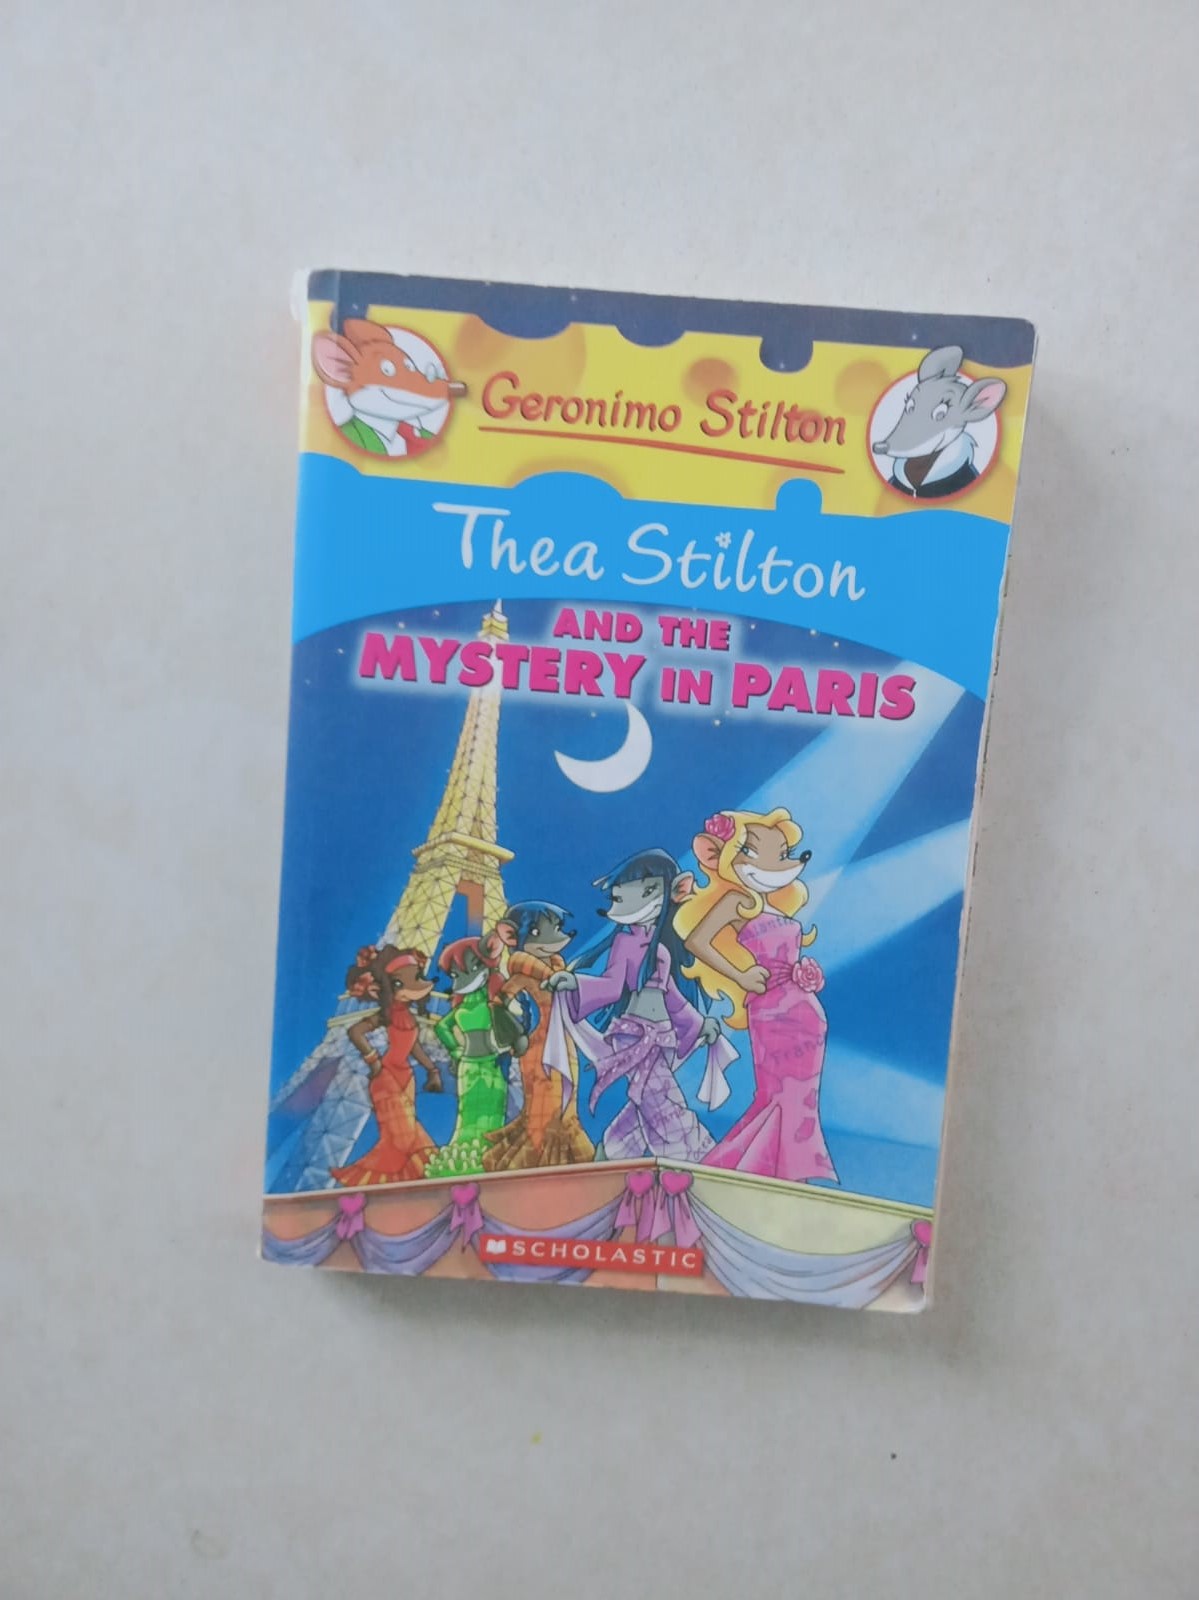 Geronimo Stilton
Thea Stilton
AND THE
MYSTERY IN PARIS
SCHOLASTIC